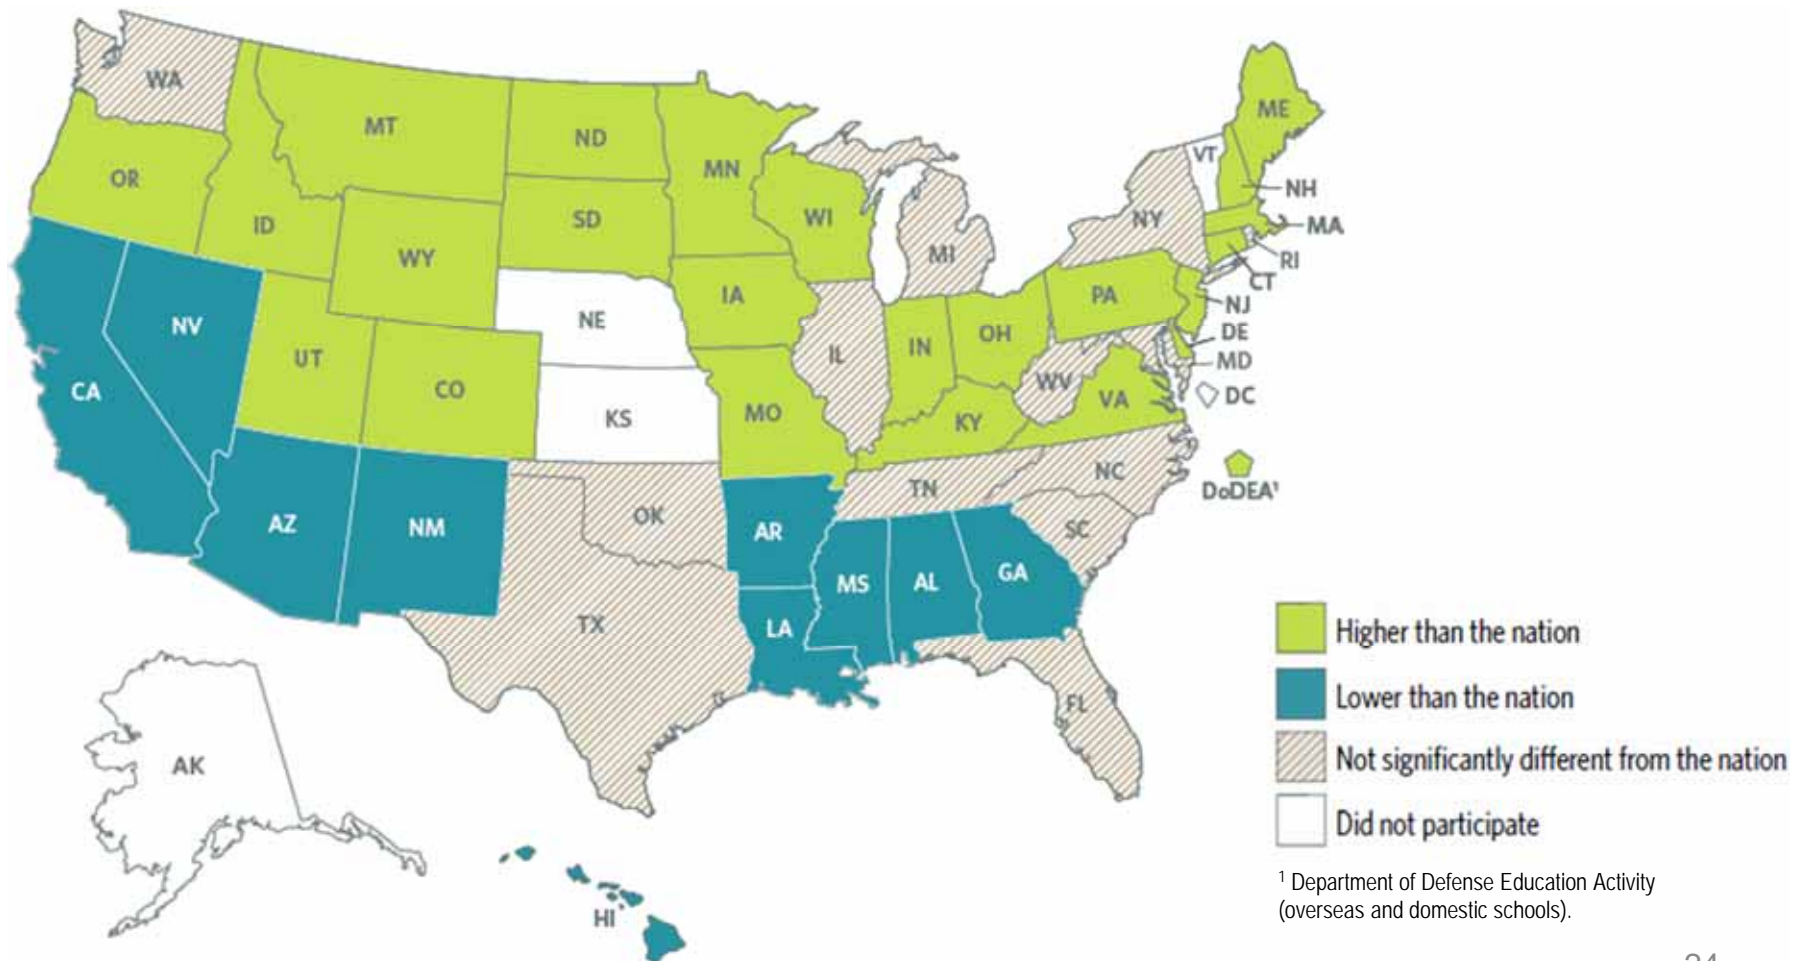 WA
MT
ND
MN
ME
OR
ID
SD
WI
VT
NH
WY
MI
NY
MA
RI
CT
IA
PA
NJ
NE
OH
DE
NV
IN
MD
UT
IL
WV
DC
CO
CA
KS
MO
KY
VA
NC
TN
DoDEA¹
AZ
NM
OK
AR
SC
MS
AL
GA
TX
LA
FL
AK
HI
Higher than the nation
Lower than the nation
Not significantly different from the nation
Did not participate
¹ Department of Defense Education Activity
(overseas and domestic schools).